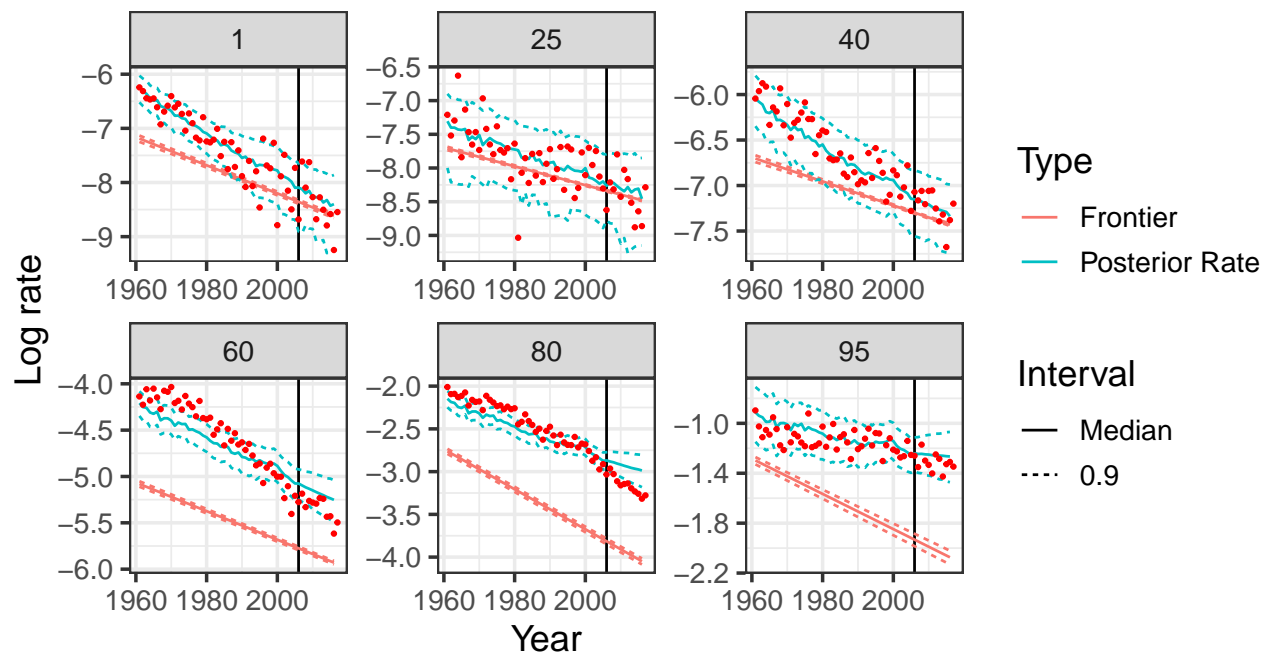 1 25 40
−6
−7
−8
−9
−6.5
−7.0
−7.5
−8.0
−8.5
−9.0
−6.0
−6.5
−7.0
−7.5
1960 1980 2000 1960 1980 2000 1960 1980 2000
60 80 95
−4.0
−4.5
−5.0
−5.5
−6.0
−2.0
−2.5
−3.0
−3.5
−4.0
−1.0
−1.4
−1.8
−2.2
1960 1980 2000 1960 1980 2000 1960 1980 2000
Log rate
Year
Type
Frontier
Posterior Rate
Interval
Median
0.9